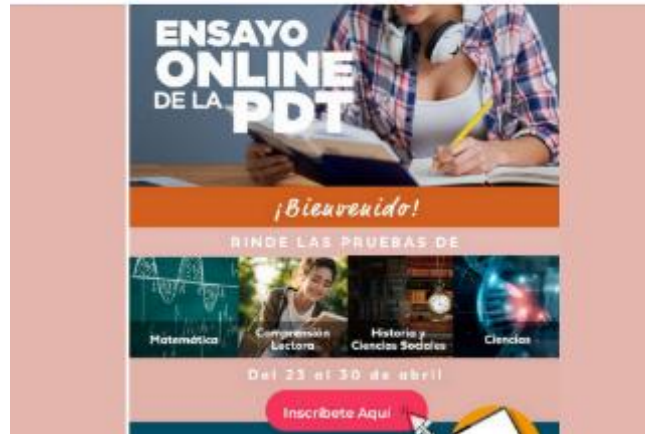 ENSAYO
ONLINE
DE LA PDT
¡Bienvenido!
RINDE LAS PRUEBAS DE
Matemática
Comprensión
Lectora
Historia y
Ciencias Sociales
Ciencias
Del 23 al 30 de abril
Inscríbete Aquí